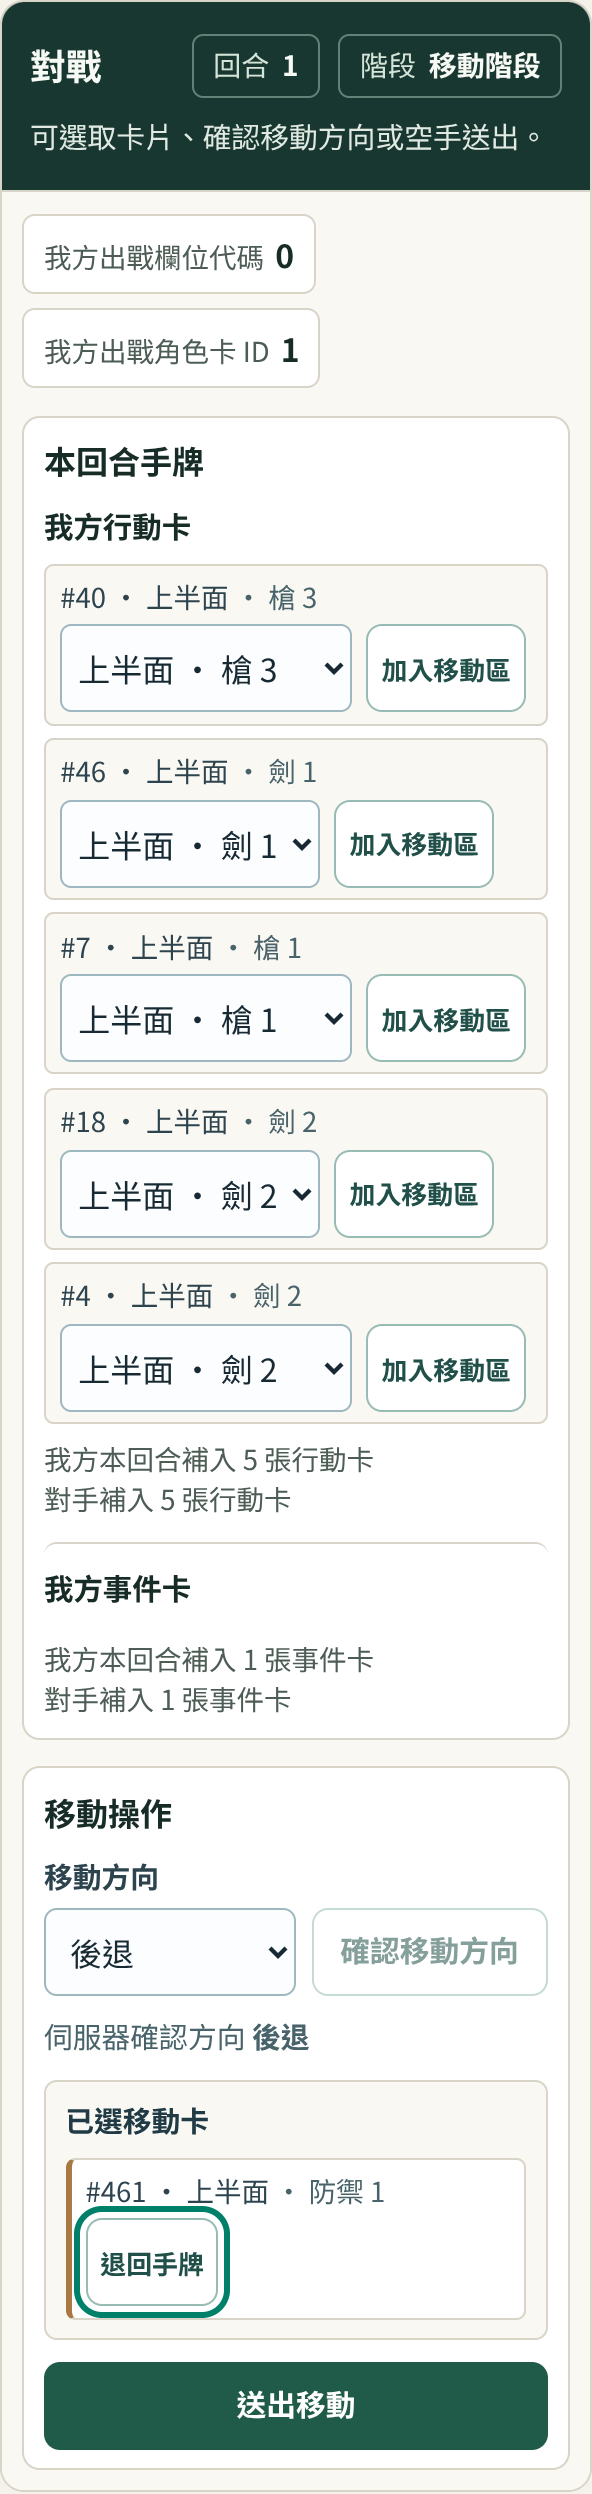 對戰
回合 1
階段 移動階段
可選取卡片、確認移動方向或空手送出。
我方出戰欄位代碼 0
我方出戰角色卡 ID 1
本回合手牌
我方行動卡
#40 • 上半面 • 槍 3
上半面 • 槍 3
加入移動區
#46 • 上半面 • 劍 1
上半面 • 劍 1
加入移動區
#7 • 上半面 • 槍 1
上半面 • 槍 1
加入移動區
#18 • 上半面 • 劍 2
上半面 • 劍 2
加入移動區
#4 • 上半面 • 劍 2
上半面 • 劍 2
加入移動區
我方本回合補入 5 張行動卡
對手補入 5 張行動卡
我方事件卡
我方本回合補入 1 張事件卡
對手補入 1 張事件卡
移動操作
移動方向
後退
確認移動方向
伺服器確認方向 後退
已選移動卡
#461 • 上半面 • 防禦 1
退回手牌
送出移動